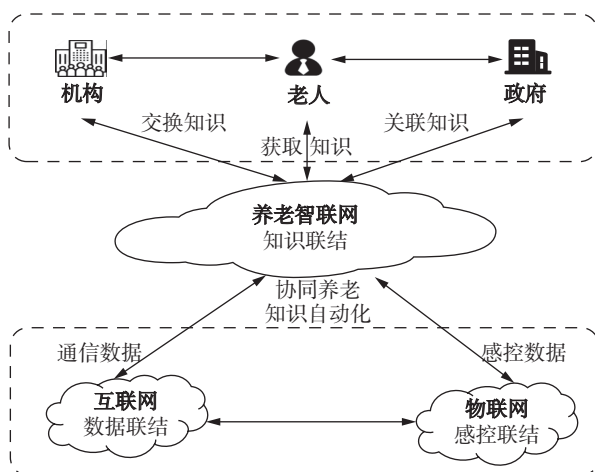 机构
老人
政府
交换知识
获取知识
关联知识
养老智联网
知识联结
协同养老
知识自动化
通信数据
感控数据
互联网
数据联结
物联网
感控联结